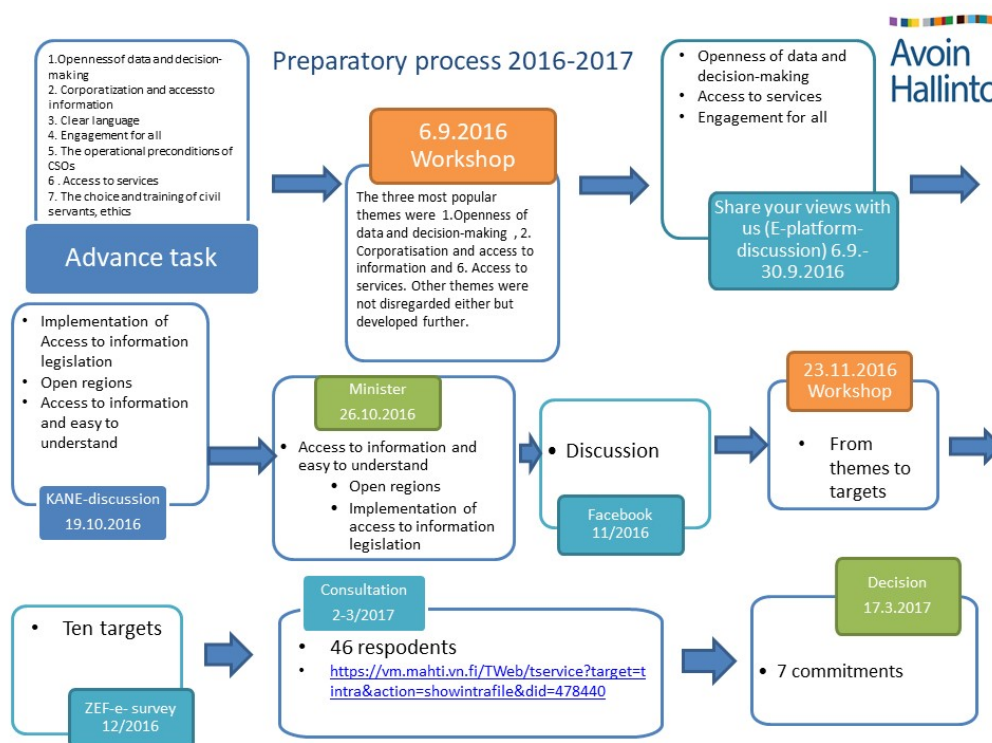 Preparatory process 2016-2017
Avoin
Hallinto
1.Openness of data and decision-
making
2. Corporatization and accessto
information
3. Clear language
4. Engagement for all
5. The operational preconditions of
CSOs
6 . Access to services
7. The choice and training of civil
servants, ethics
Advance task
6.9.2016
Workshop
The three most popular
themes were 1.Openness of
data and decision-making , 2.
Corporatisation and access to
information and 6. Access to
services. Other themes were
not disregarded either but
developed further.
• Openness of data and
decision-making
• Access to services
• Engagement for all
Share your views with
us (E-platform-
discussion) 6.9.-
30.9.2016
• Implementation of
Access to information
legislation
• Open regions
• Access to information
and easy to
understand
KANE-discussion
19.10.2016
Minister
26.10.2016
• Access to information and
easy to understand
• Open regions
• Implementation of
access to information
legislation
• Discussion
Facebook
11/2016
23.11.2016
Workshop
• From
themes to
targets
• Ten targets
ZEF-e- survey
12/2016
Consultation
2-3/2017
• 46 respodents
• https://vm.mahti.vn.fi/TWeb/tservice?target=t
intra&action=showintrafile&did=478440
Decision
17.3.2017
• 7 commitments